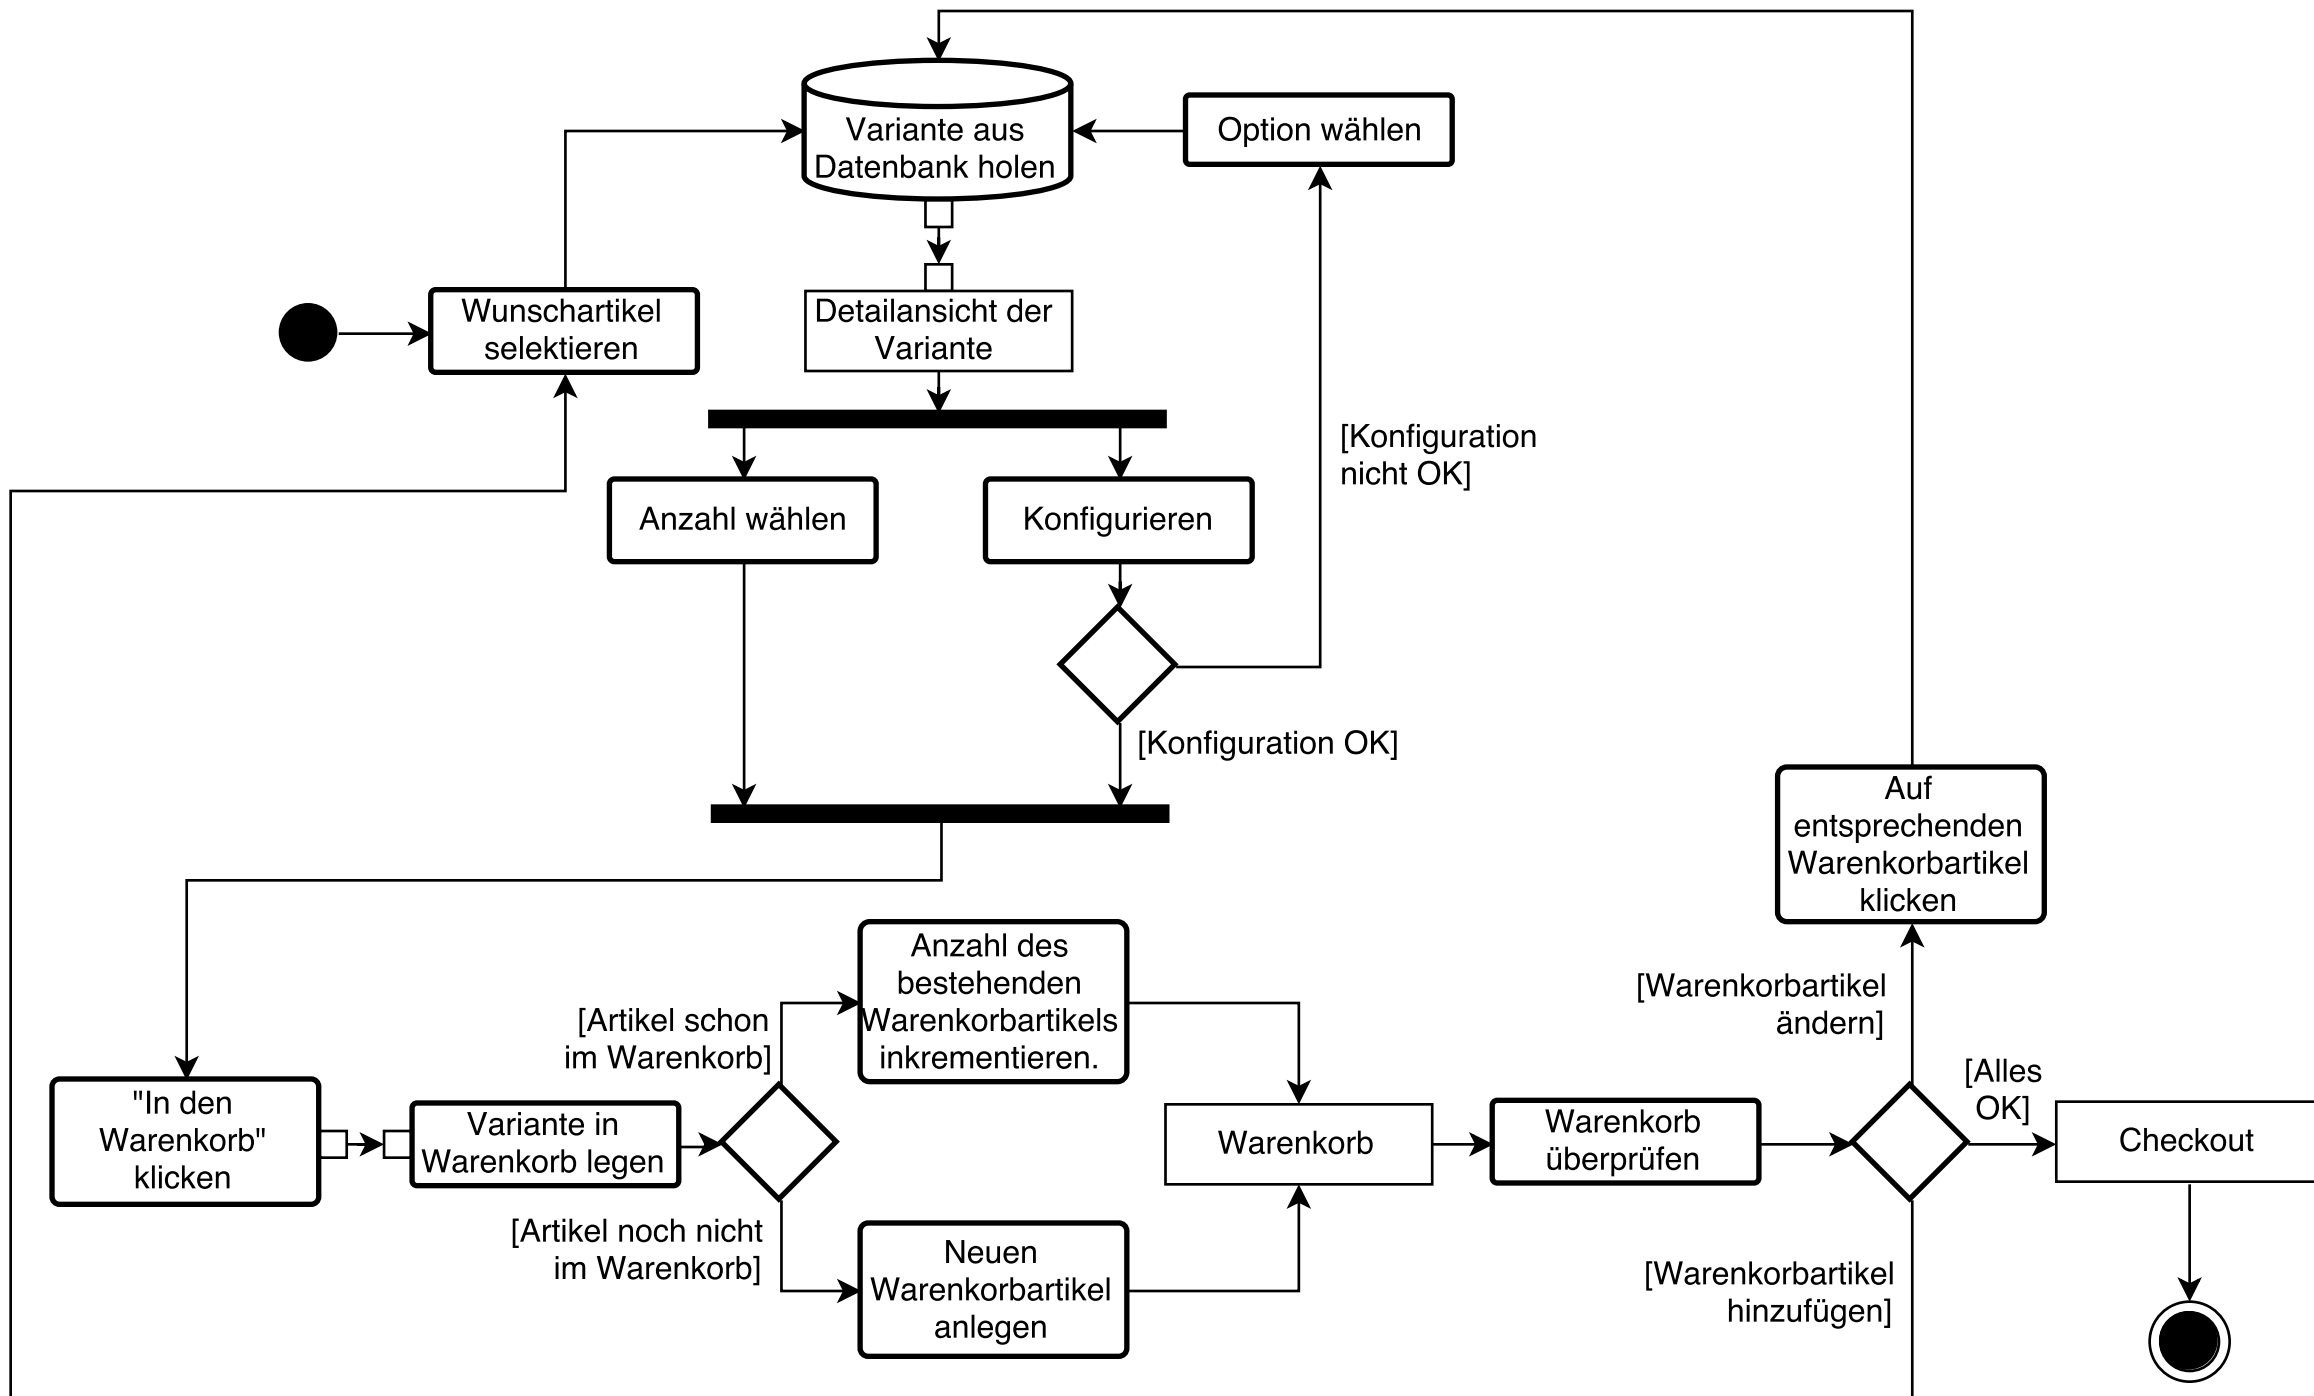 Variante aus
Datenbank holen
Option wählen
Wunschartikel
selektieren
Detailansicht der
Variante
[Konfiguration
nicht OK]
Anzahl wählen
Konfigurieren
[Konfiguration OK]
Auf
entsprechenden
Warenkorbartikel
klicken
Anzahl des
bestehenden
Warenkorbartikels
inkrementieren.
[Warenkorbartikel
ändern]
[Artikel schon
im Warenkorb]
[Alles
OK]
"In den
Warenkorb"
klicken
Variante in
Warenkorb legen
Warenkorb
Warenkorb
überprüfen
Checkout
[Artikel noch nicht
im Warenkorb]
Neuen
Warenkorbartikel
anlegen
[Warenkorbartikel
hinzufügen]